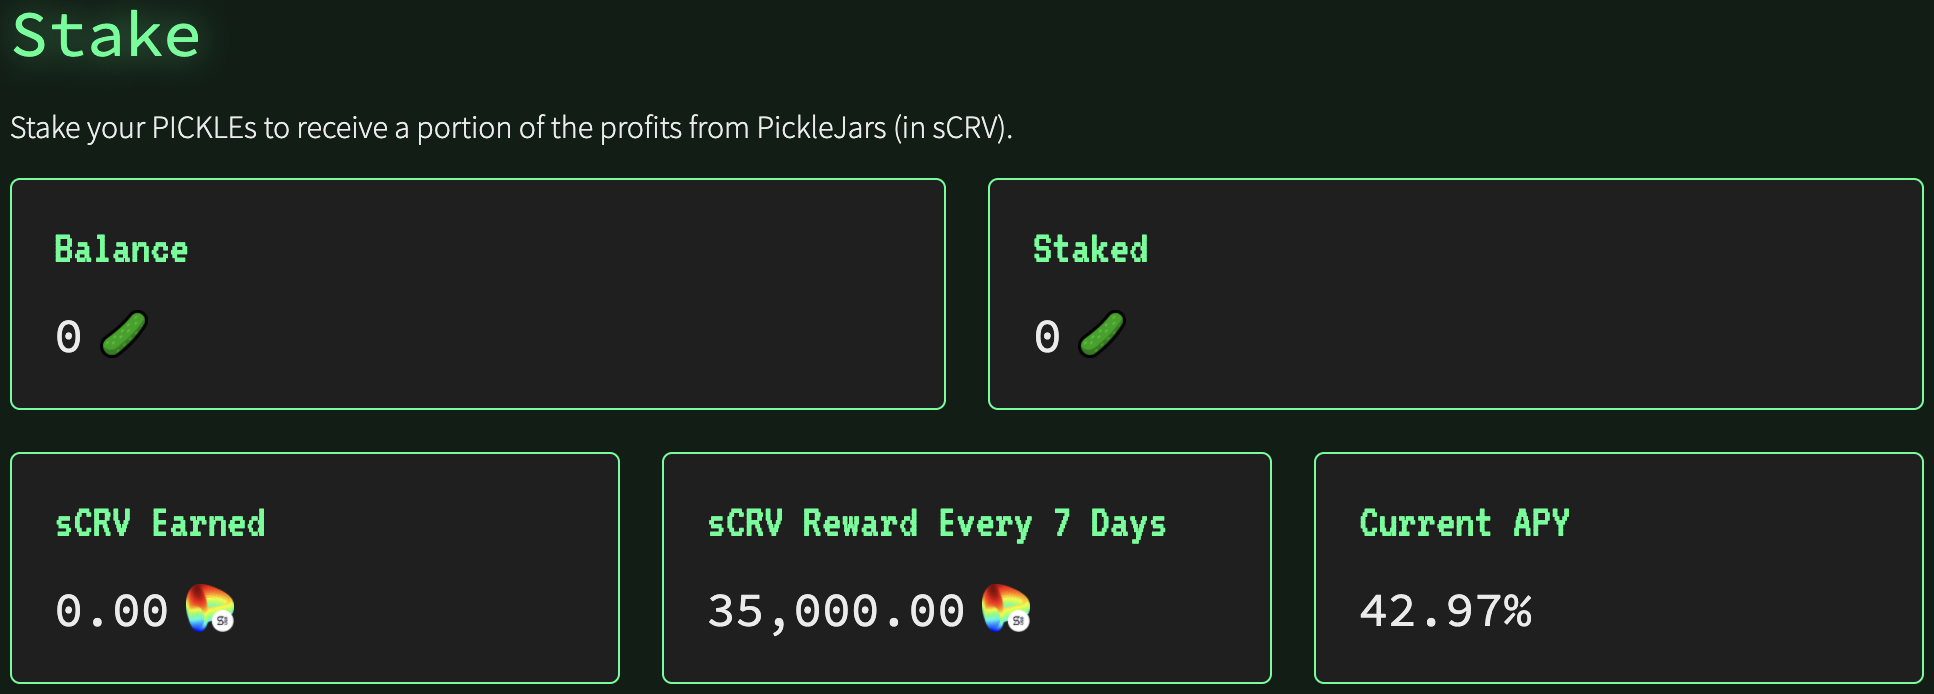 Stake
Stake your PICKLEs to receive a portion of the profits from PickleJars (in sCRV).
Balance
0
Staked
0
sCRV Earned
0.00
sCRV Reward Every 7 Days
35,000.00
Current APY
42.97%